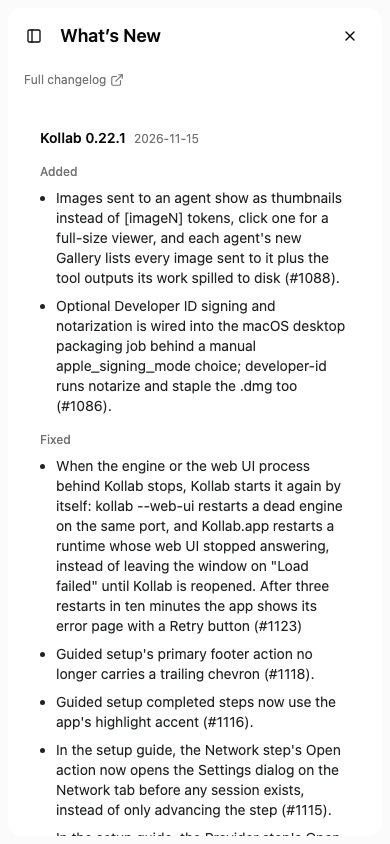 What's New
Full changelog
Kollab 0.22.1 2026-11-15
Added
Images sent to an agent show as thumbnails
instead of [imageN] tokens, click one for a
full-size viewer, and each agent's new
Gallery lists every image sent to it plus the
tool outputs its work spilled to disk (#1088).
Optional Developer ID signing and
notarization is wired into the macOS desktop
packaging job behind a manual
apple_signing_mode choice; developer-id
runs notarize and staple the .dmg too
(#1086).
Fixed
When the engine or the web UI process
behind Kollab stops, Kollab starts it again by
itself: kollab --web-ui restarts a dead engine
on the same port, and Kollab.app restarts a
runtime whose web UI stopped answering,
instead of leaving the window on "Load
failed" until Kollab is reopened. After three
restarts in ten minutes the app shows its
error page with a Retry button (#1123)
Guided setup's primary footer action no
longer carries a trailing chevron (#1118).
Guided setup completed steps now use the
app's highlight accent (#1116).
In the setup guide, the Network step's Open
action now opens the Settings dialog on the
Network tab before any session exists,
instead of only advancing the step (#1115).
In the setup guide, the Provider step's Open